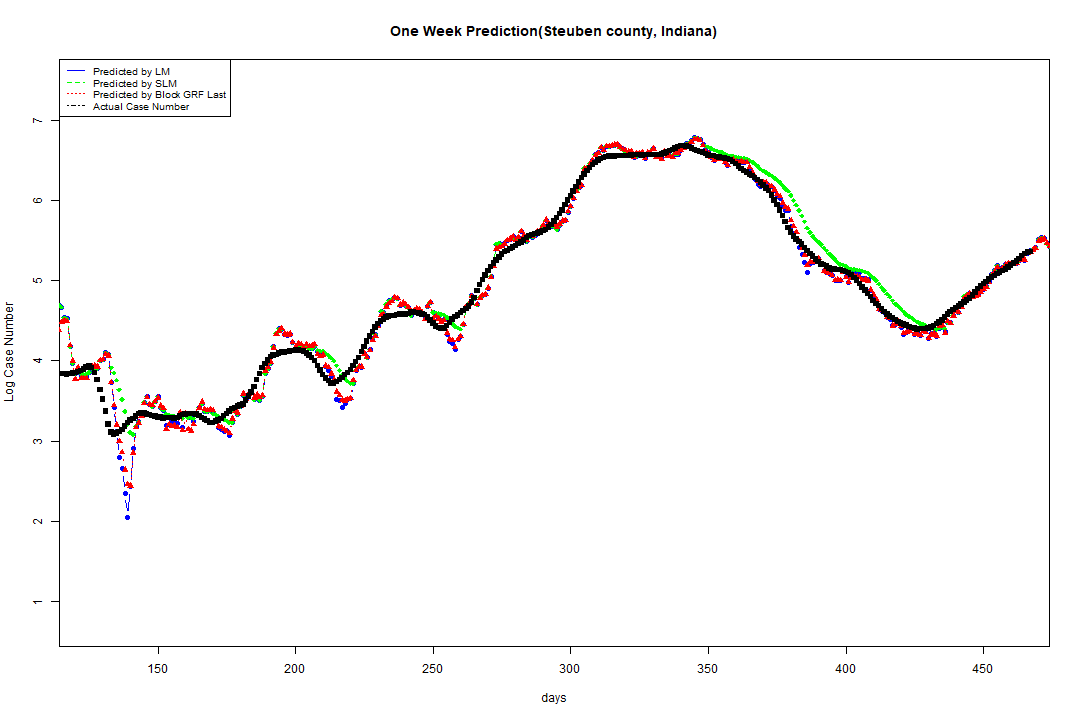 One Week Prediction(Steuben county, Indiana)
Predicted by LM
Predicted by SLM
Predicted by Block GRF Last
Actual Case Number
Log Case Number
7
6
5
4
3
2
1
150 200 250 300 350 400 450
days